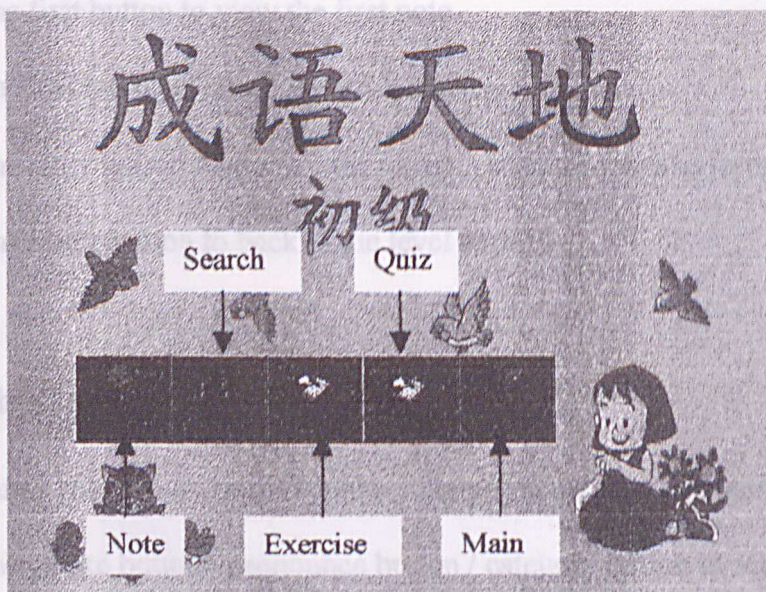 成语天地
初级
Search Quiz
Note Exercise Main